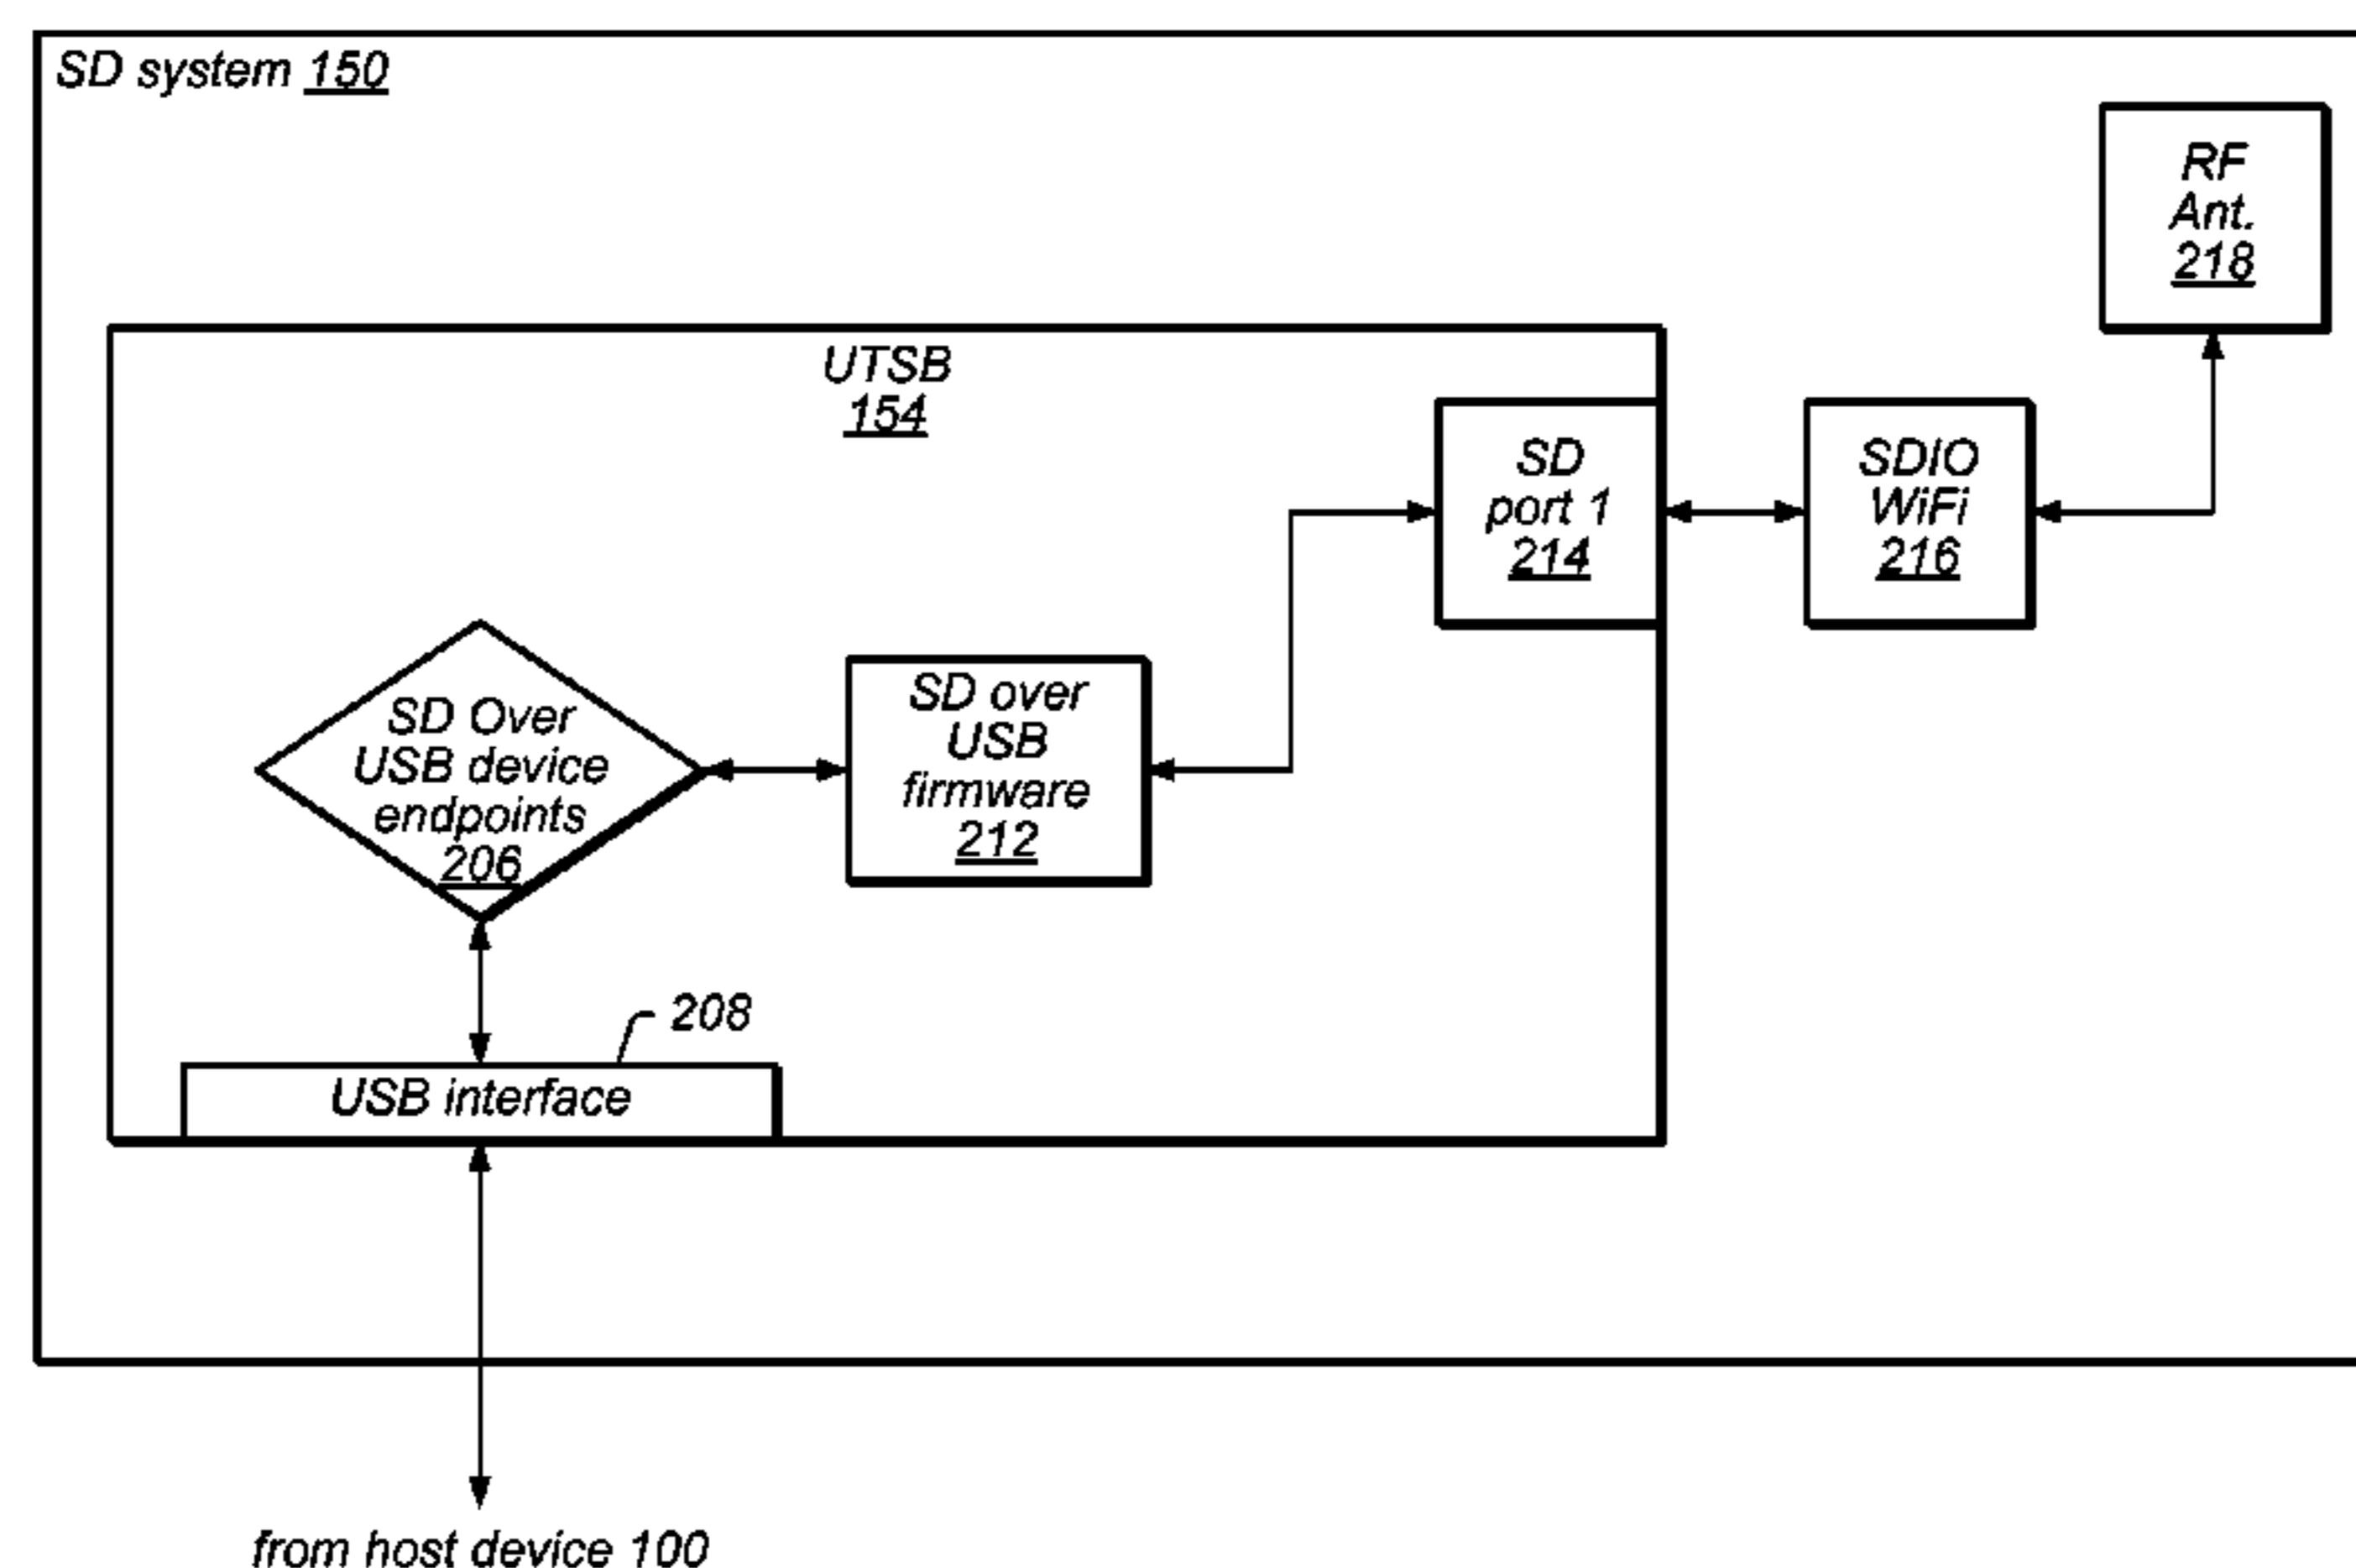 SD system 150
RF
Ant.
218
UTSB
154
SD
port 1
214
SDIO
WiFi
216
SD Over
USB device
endpoints
206
SD over
USB
firmware
212
208
USB interface
from host device 100